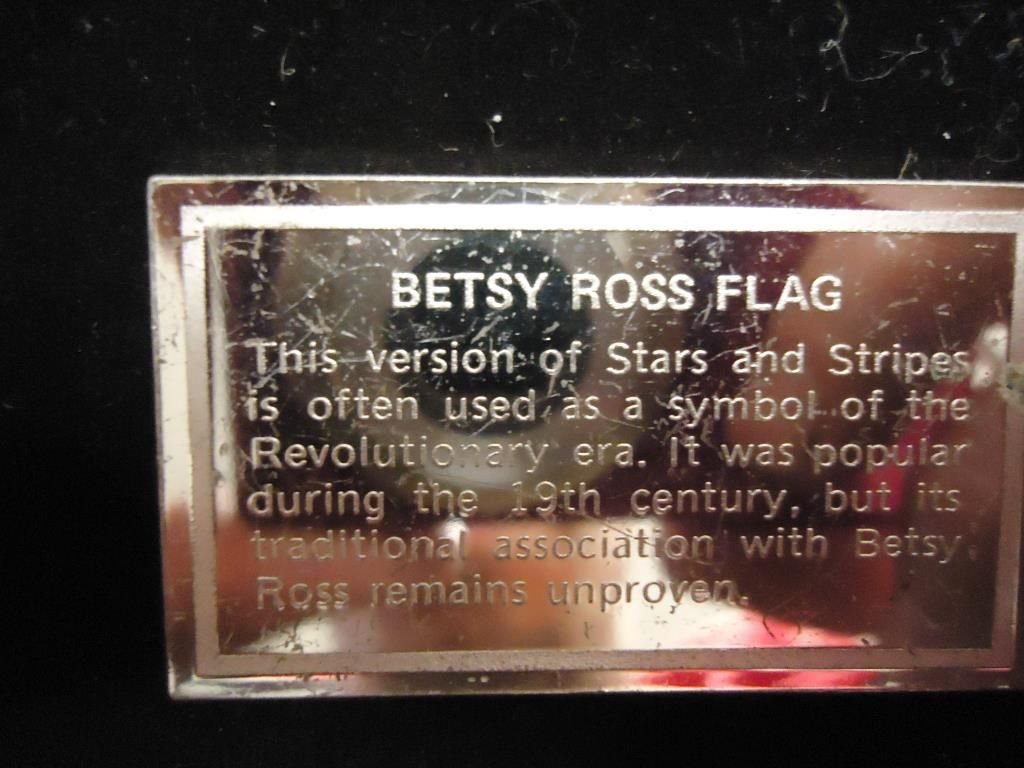 BETSY ROSS FLAG
This version of Stars and Stripes
is often used as a symbol of the
Revolutionary era. It was popular
during the 19th century, but its
traditional association with Betsy
Ross remains unproven.